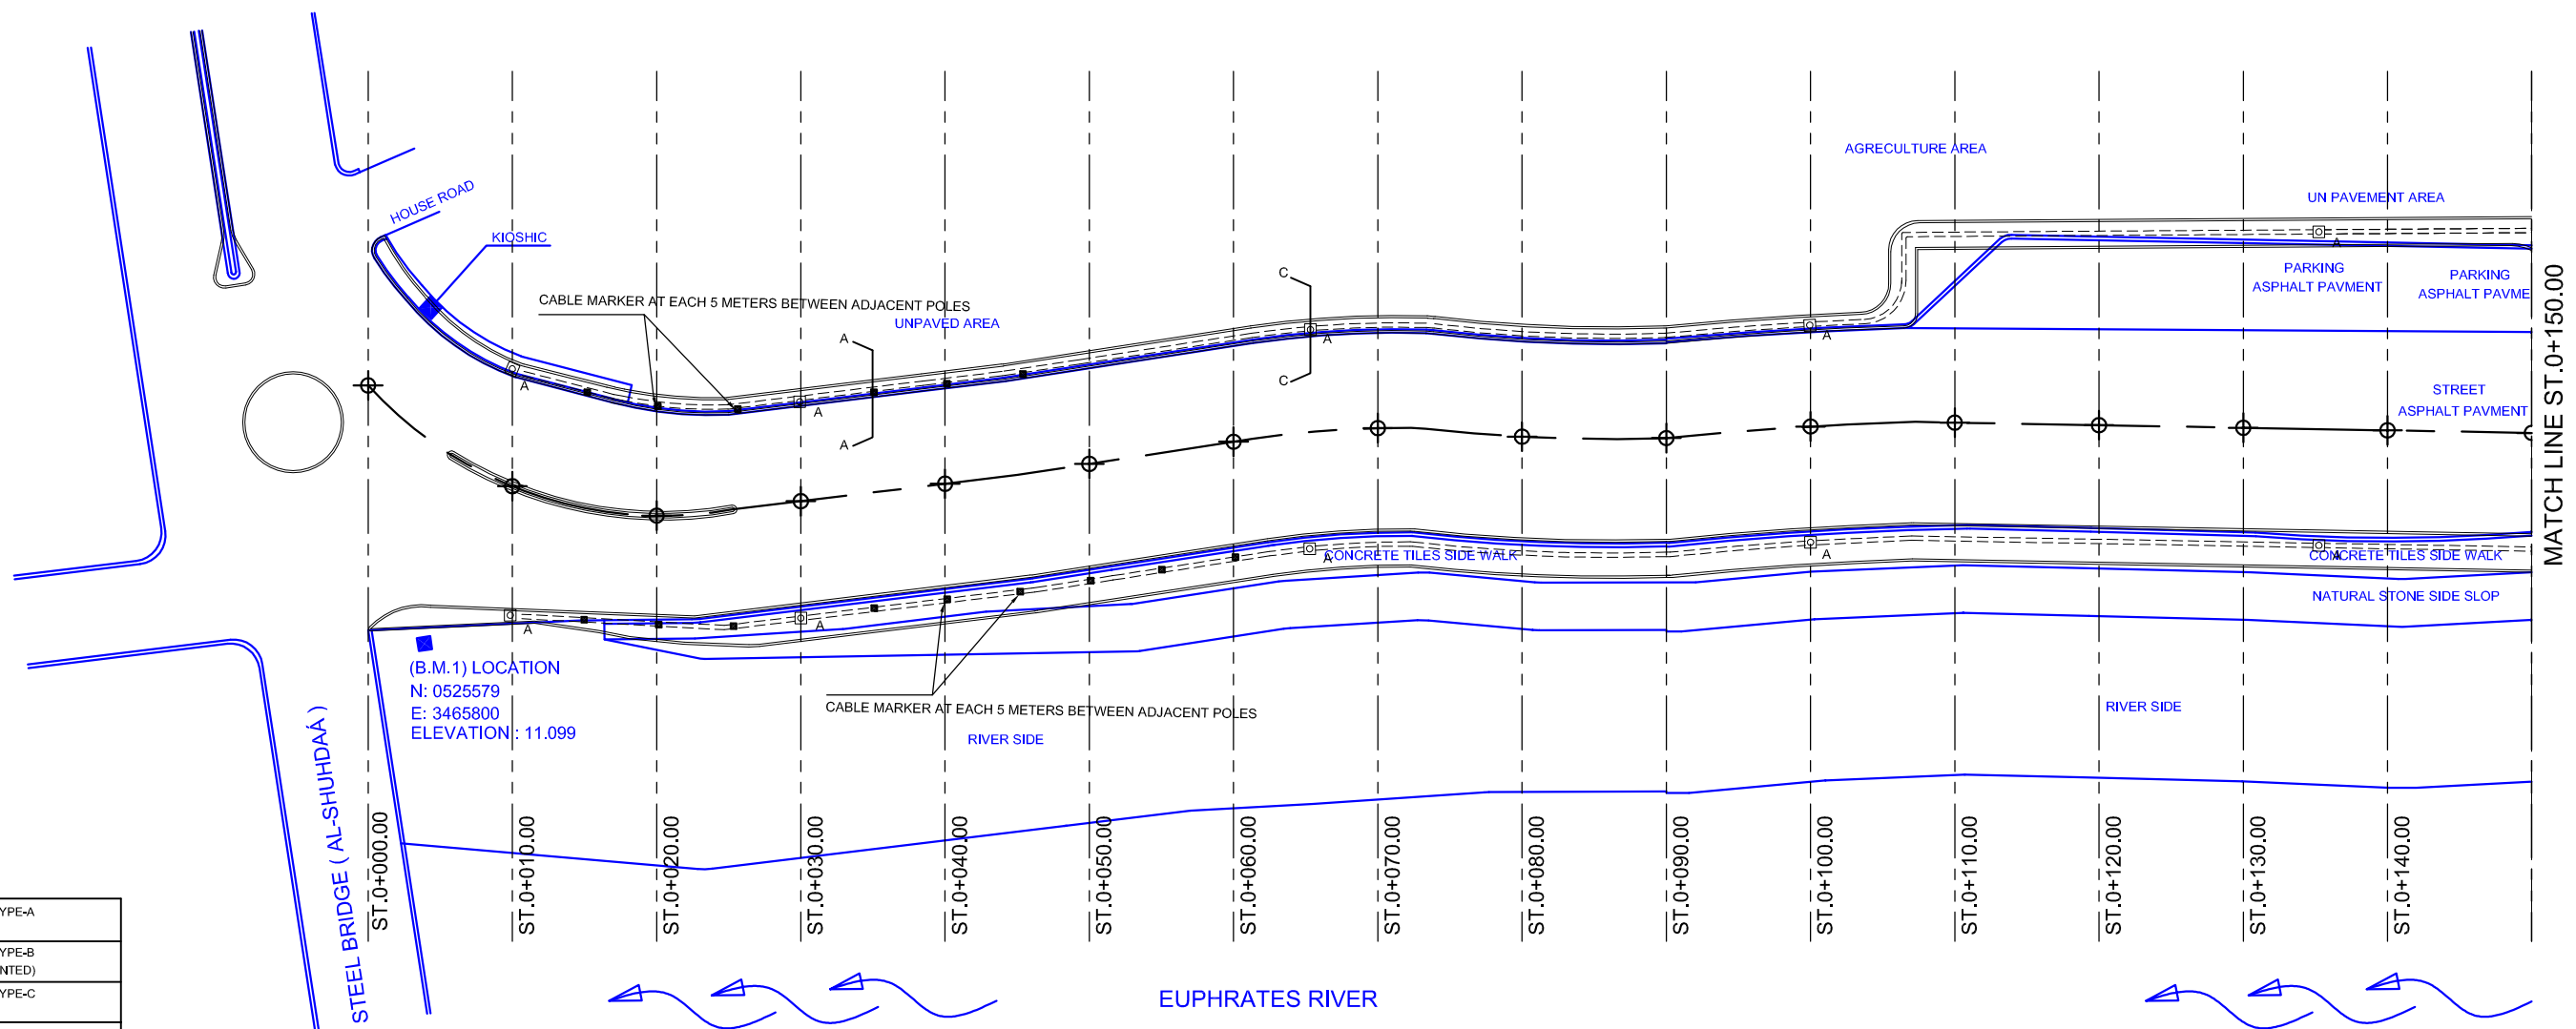 AGRECULTURE AREA
UN PAVEMENT AREA
HOUSE ROAD
KIOSHIC
C
PARKING
ASPHALT PAVMENT
PARKING
ASPHALT PAVME
CABLE MARKER AT EACH 5 METERS BETWEEN ADJACENT POLES
UNPAVED AREA
A
A
A
A
A
A
C
A
A
STREET
ASPHALT PAVMENT
MATCH LINE ST.0+150.00
CONCRETE TILES SIDE WALK
A
A
CONCRETE TILES SIDE WALK
A
NATURAL STONE SIDE SLOP
A
A
(B.M.1) LOCATION
N: 0525579
E: 3465800
ELEVATION : 11.099
CABLE MARKER AT EACH 5 METERS BETWEEN ADJACENT POLES
RIVER SIDE
RIVER SIDE
STEEL BRIDGE ( AL-SHUHDAÁ )
ST.0+000.00
ST.0+010.00
ST.0+020.00
ST.0+030.00
ST.0+040.00
ST.0+050.00
ST.0+060.00
ST.0+070.00
ST.0+080.00
ST.0+090.00
ST.0+100.00
ST.0+110.00
ST.0+120.00
ST.0+130.00
ST.0+140.00
YPE-A
YPE-B
NTED)
YPE-C
EUPHRATES RIVER